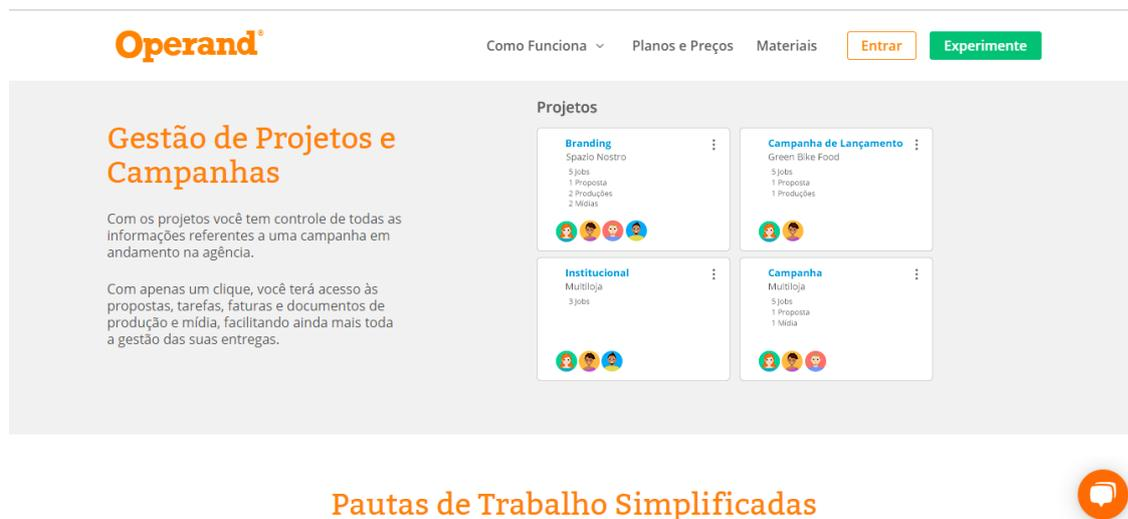 Operand®
Como Funciona
Planos e Preços
Materiais
Entrar
Experimente
Gestão de Projetos e
Campanhas
Com os projetos você tem controle de todas as
informações referentes a uma campanha em
andamento na agência.
Com apenas um clique, você terá acesso às
propostas, tarefas, faturas e documentos de
produção e mídia, facilitando ainda mais toda
a gestão das suas entregas.
Projetos
Branding
Spazio Nostro
5 Jobs
1 Proposta
2 Produções
2 Mídias
Campanha de Lançamento
Green Bike Food
5 Jobs
1 Proposta
1 Produções
Institucional
Multiloja
3 Jobs
Campanha
Multiloja
5 Jobs
1 Proposta
1 Mídia
Pautas de Trabalho Simplificadas